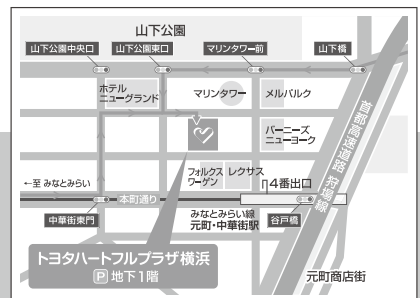 山下公園
山下公園中央口
山下公園東口
マリンタワー前
山下橋
ホテル
ニューグランド
マリンタワー
メルパルク
バーニーズ
ニューヨーク
首都高速道路 狩場線
フォルクス
ワーゲン
レクサス
←至 みなとみらい
4番出口
本町通り
中華街東門
みなとみらい線
元町・中華街駅
谷戸橋
トヨタハートフルプラザ横浜
P 地下1階
元町商店街